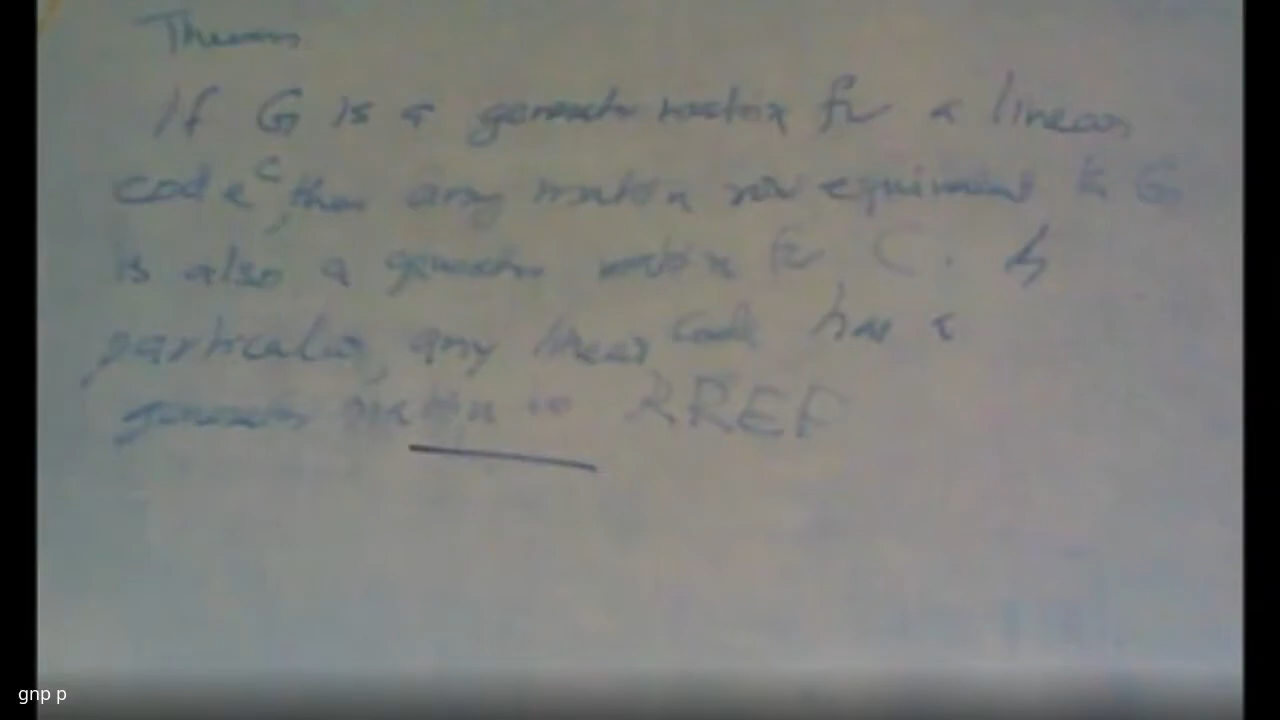 Theorem
If G is a generator matrix for a linear
code C, then any matrix row equivalent to G
is also a generator matrix for C. In
particular, any linear code has a
generator matrix in RREF
gnp p